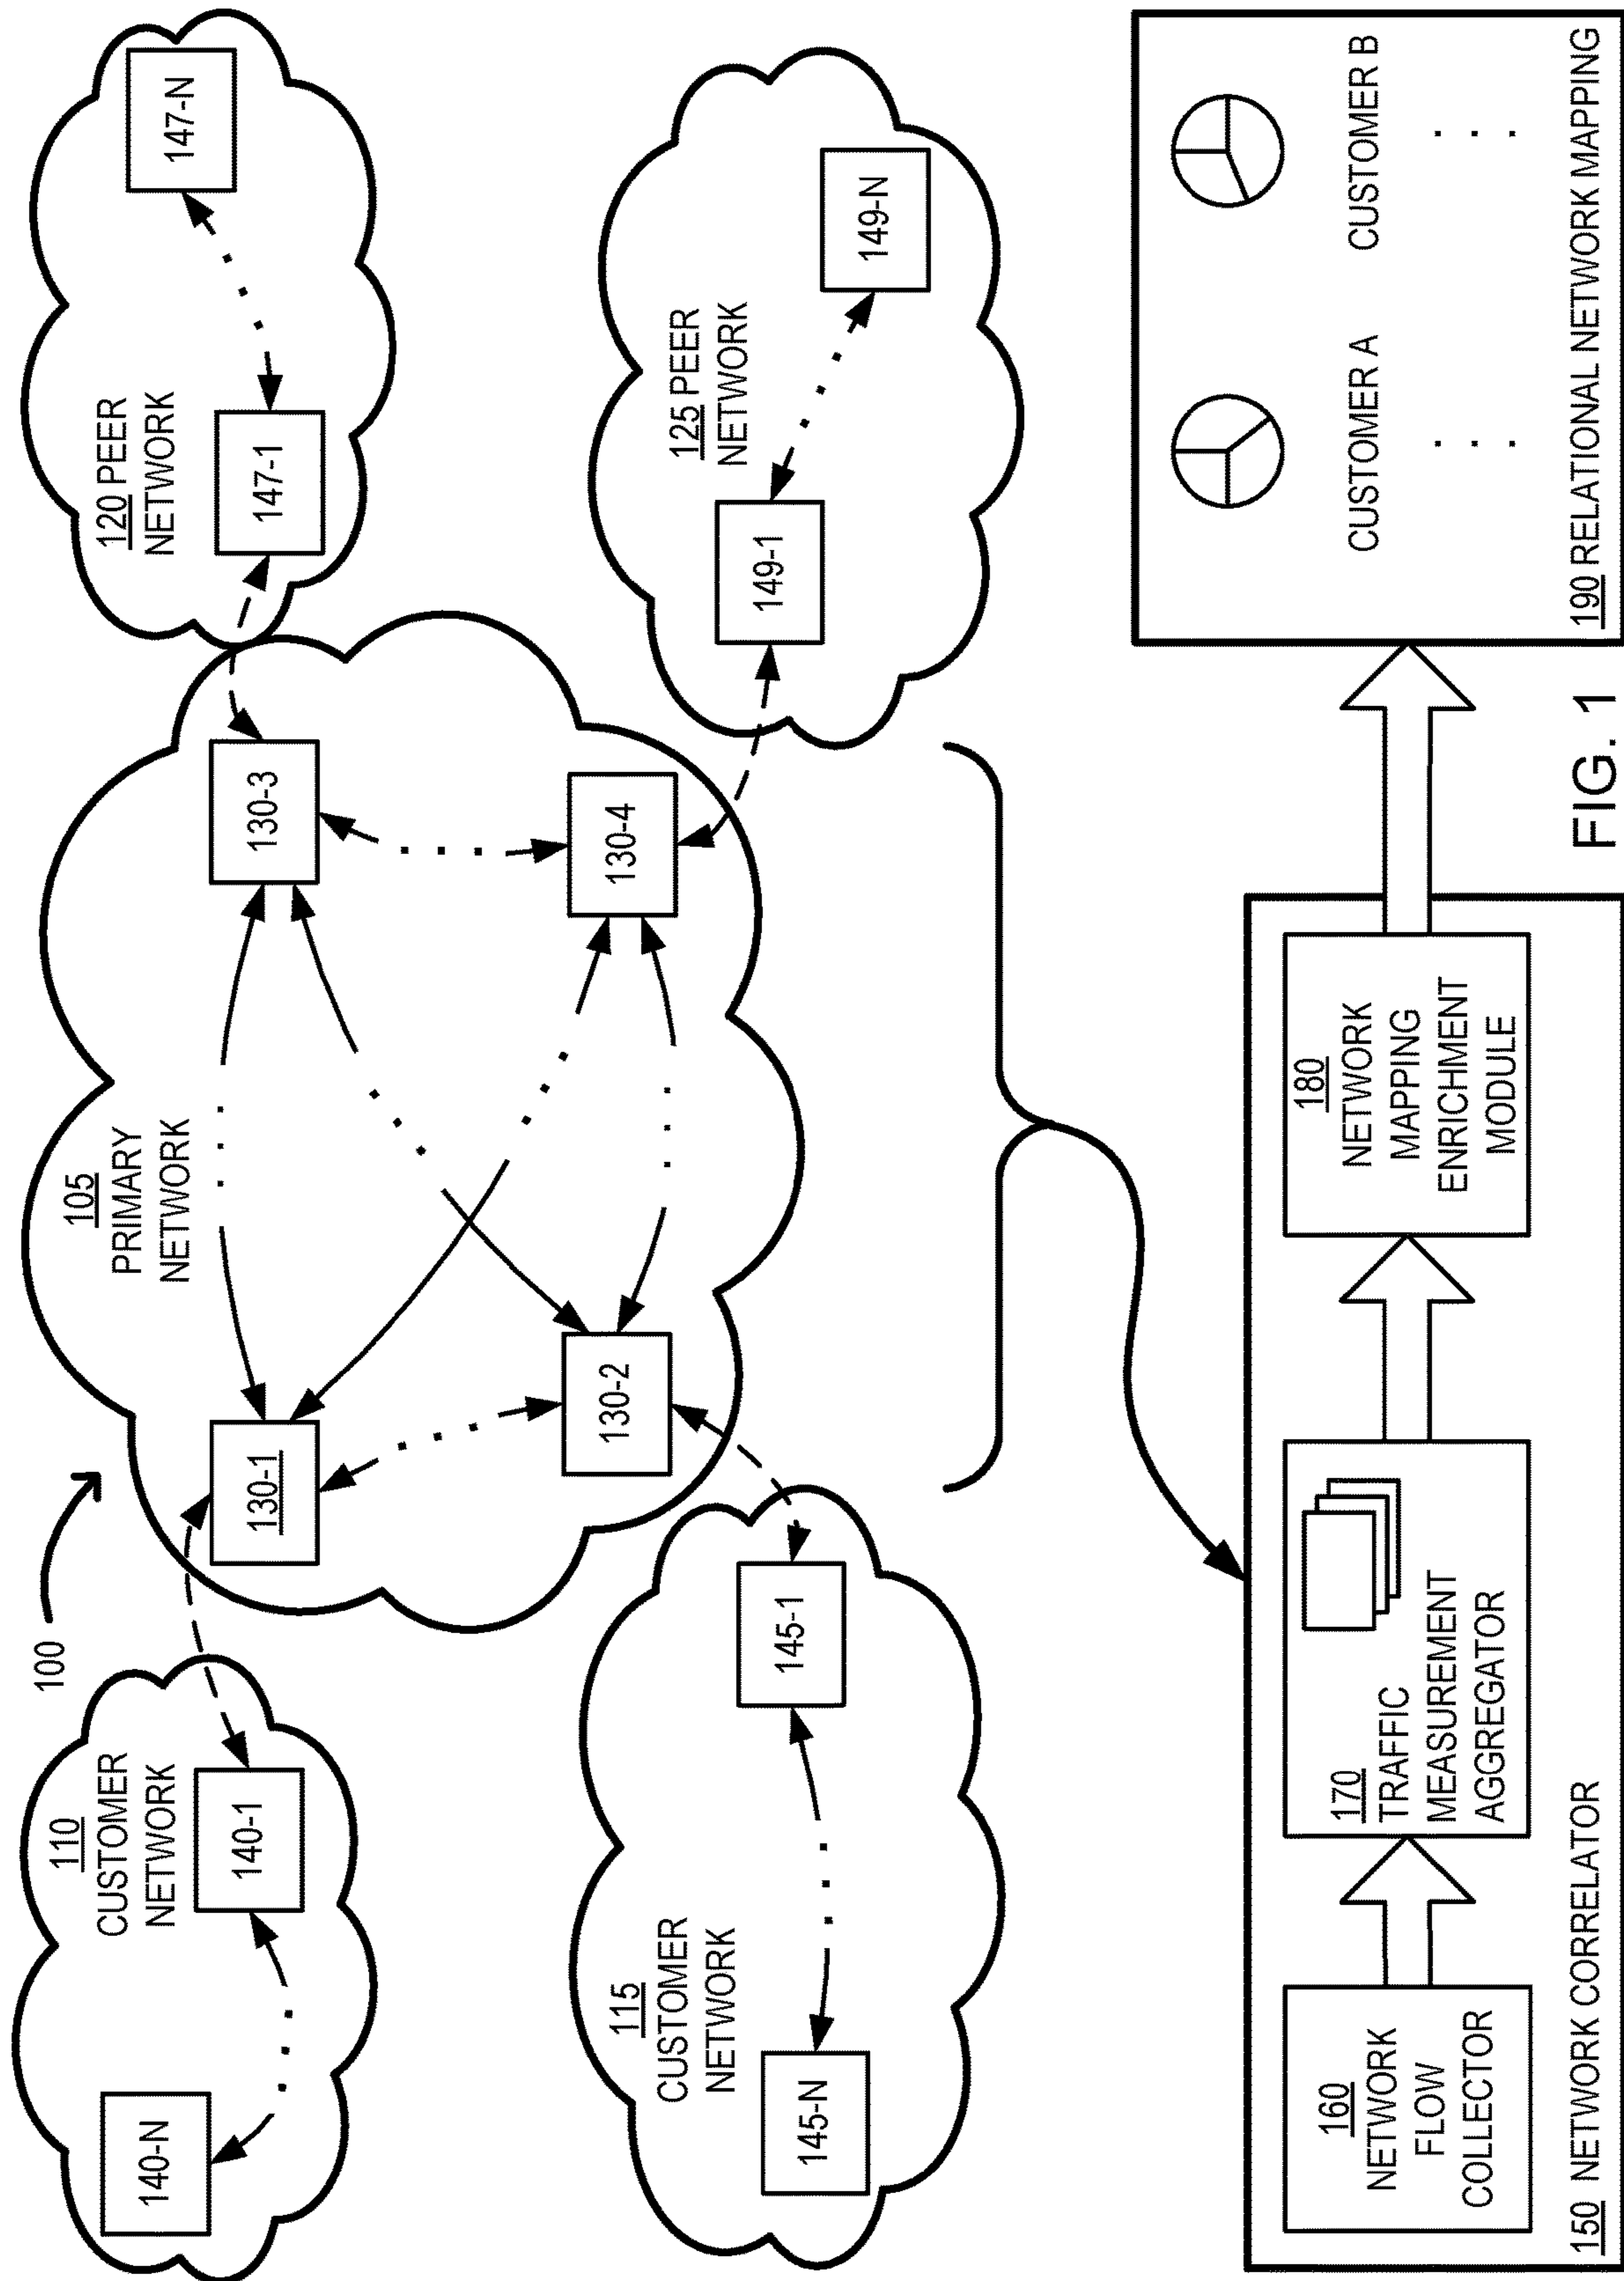 100
110
CUSTOMER
NETWORK
140-N
140-1
105
PRIMARY
NETWORK
130-1
130-3
130-2
130-4
120 PEER
NETWORK
147-1
147-N
115
CUSTOMER
NETWORK
145-N
145-1
125 PEER
NETWORK
149-1
149-N
160
NETWORK
FLOW
COLLECTOR
170
TRAFFIC
MEASUREMENT
AGGREGATOR
180
NETWORK
MAPPING
ENRICHMENT
MODULE
150 NETWORK CORRELATOR
CUSTOMER A
CUSTOMER B
190 RELATIONAL NETWORK MAPPING
FIG. 1